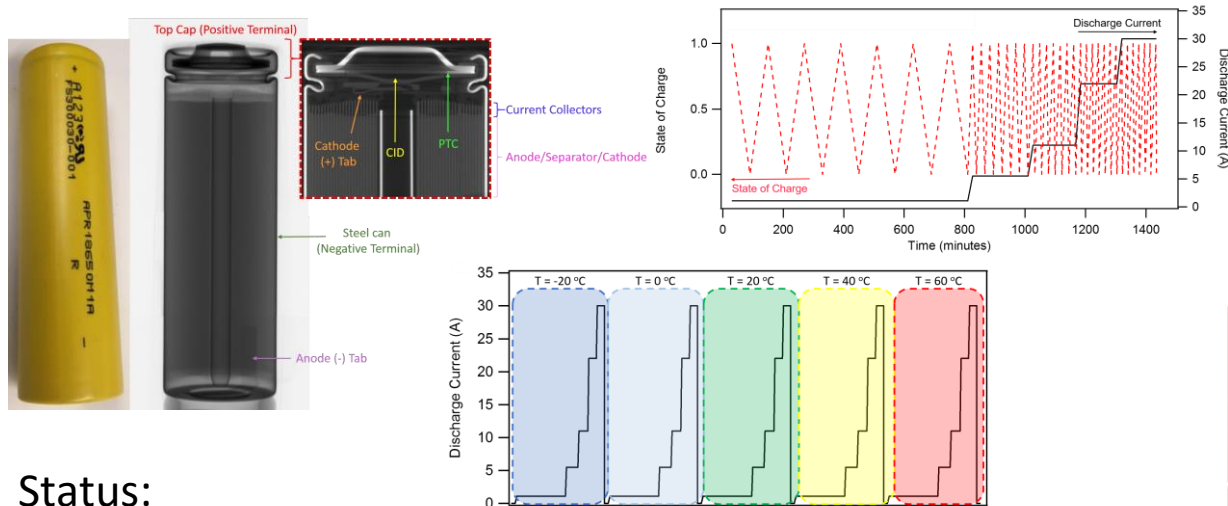 Top Cap (Positive Terminal)
Current Collectors
Cathode
(+) Tab
CID
PTC
Anode/Separator/Cathode
Steel can
(Negative Terminal)
Anode (-) Tab
+ A123
APR18650M1A
R
−
Discharge Current
State of Charge
1.0
0.5
0.0
State of Charge
35
30
25
20
15
10
5
0
Discharge Current (A)
0 200 400 600 800 1000 1200 1400
Time (minutes)
T = -20 °C T = 0 °C T = 20 °C T = 40 °C T = 60 °C
Discharge Current (A)
35
30
25
20
15
10
5
0
Status: